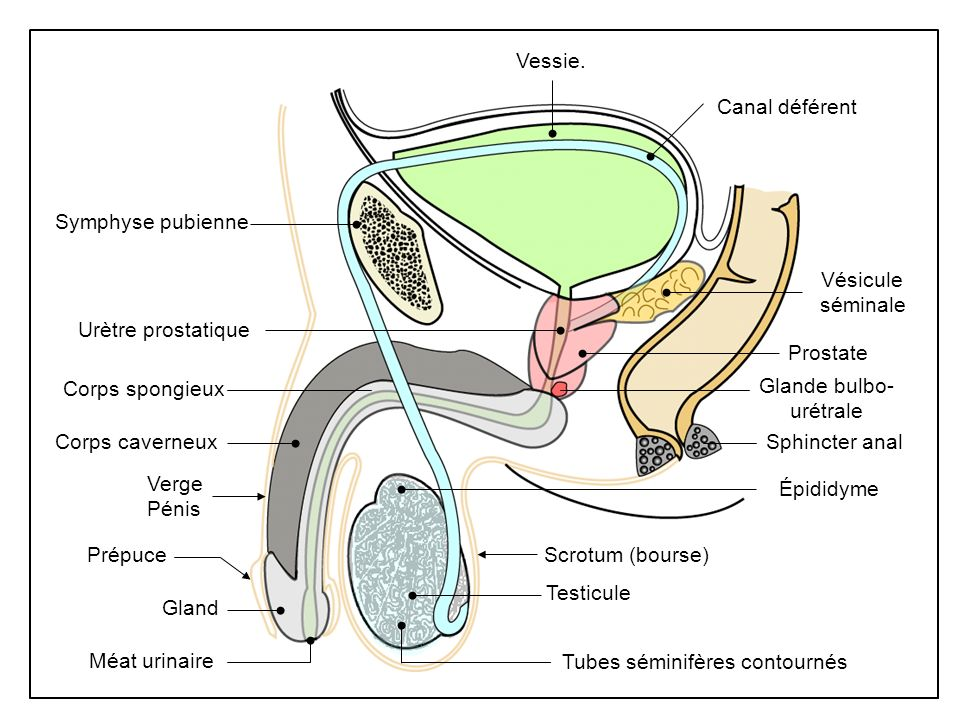 Vessie.
Canal déférent
Symphyse pubienne
Vésicule
séminale
Urètre prostatique
Prostate
Corps spongieux
Glande bulbo-
urétrale
Corps caverneux
Sphincter anal
Verge
Pénis
Épididyme
Prépuce
Scrotum (bourse)
Testicule
Gland
Méat urinaire
Tubes séminifères contournés